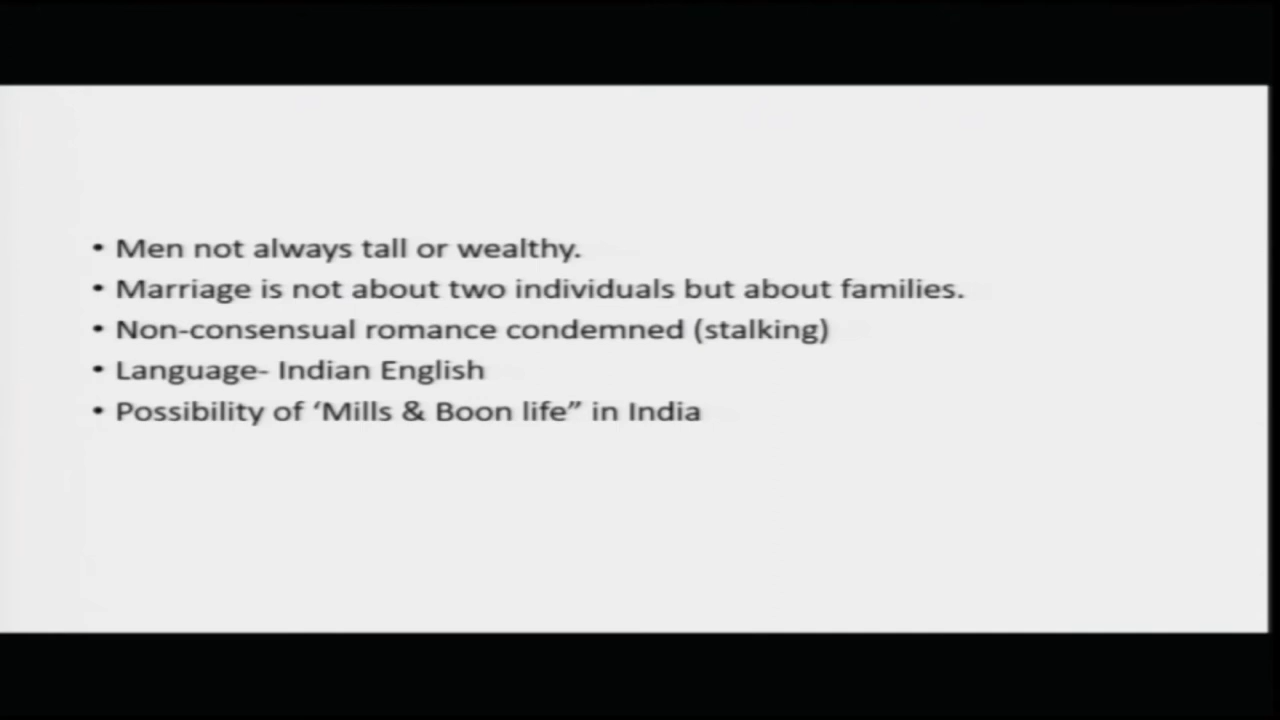 • Men not always tall or wealthy.
• Marriage is not about two individuals but about families.
• Non-consensual romance condemned (stalking)
• Language- Indian English
• Possibility of ‘Mills & Boon life” in India